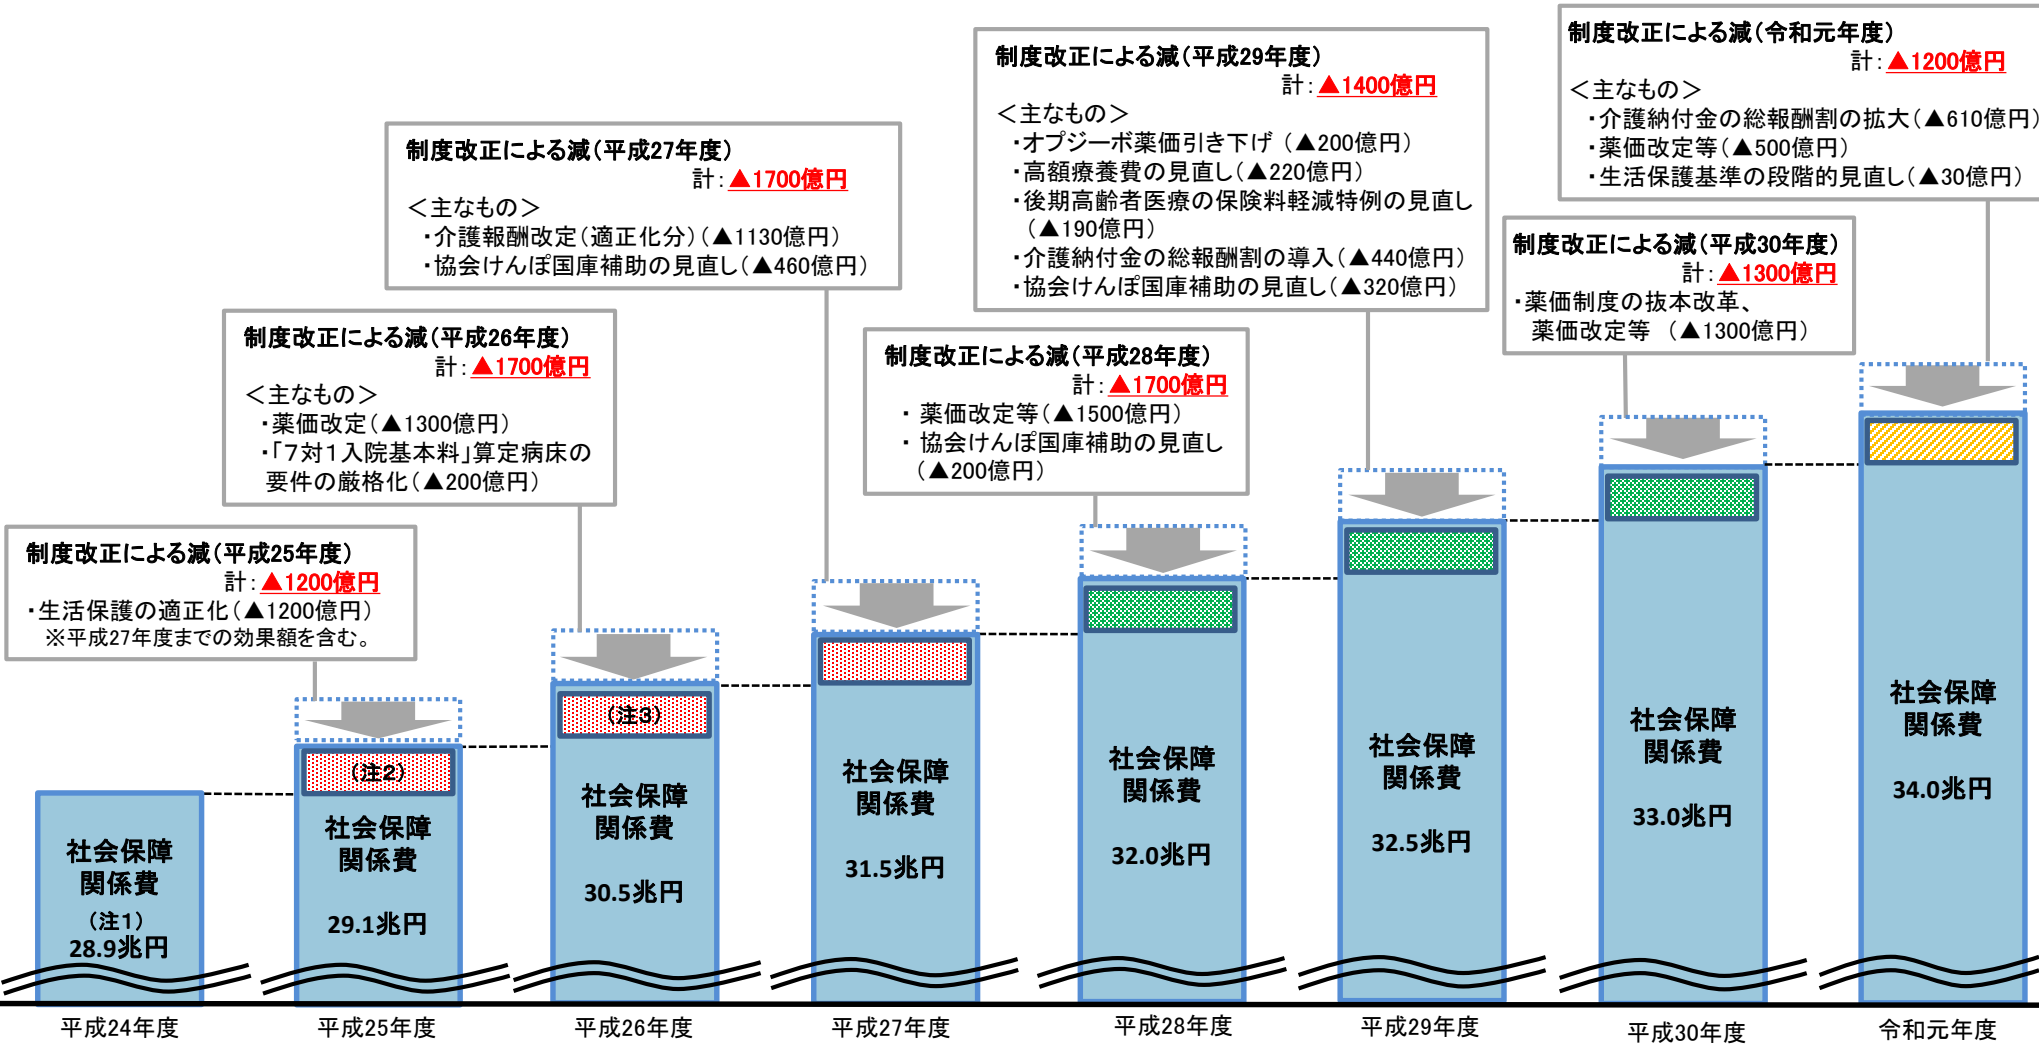 制度改正による減(平成25年度)
計:▲1200億円
・生活保護の適正化(▲1200億円)
※平成27年度までの効果額を含む。
制度改正による減(平成26年度)
計:▲1700億円
＜主なもの＞
・薬価改定(▲1300億円)
・「７対１入院基本料」算定病床の
要件の厳格化(▲200億円)
制度改正による減(平成27年度)
計:▲1700億円
＜主なもの＞
・介護報酬改定(適正化分)(▲1130億円)
・協会けんぽ国庫補助の見直し(▲460億円)
制度改正による減(平成28年度)
計:▲1700億円
・ 薬価改定等(▲1500億円)
・ 協会けんぽ国庫補助の見直し
(▲200億円)
制度改正による減(平成29年度)
計:▲1400億円
＜主なもの＞
・オプジーボ薬価引き下げ (▲200億円)
・高額療養費の見直し(▲220億円)
・後期高齢者医療の保険料軽減特例の見直し
(▲190億円)
・介護納付金の総報酬割の導入(▲440億円)
・協会けんぽ国庫補助の見直し(▲320億円)
制度改正による減(平成30年度)
計:▲1300億円
・薬価制度の抜本改革、
薬価改定等 (▲1300億円)
制度改正による減(令和元年度)
計:▲1200億円
＜主なもの＞
・介護納付金の総報酬割の拡大(▲610億円)
・薬価改定等(▲500億円)
・生活保護基準の段階的見直し(▲30億円)
社会保障
関係費
(注１)
28.9兆円
(注2)
社会保障
関係費
29.1兆円
(注3)
社会保障
関係費
30.5兆円
社会保障
関係費
31.5兆円
社会保障
関係費
32.0兆円
社会保障
関係費
32.5兆円
社会保障
関係費
33.0兆円
社会保障
関係費
34.0兆円
平成24年度
平成25年度
平成26年度
平成27年度
平成28年度
平成29年度
平成30年度
令和元年度